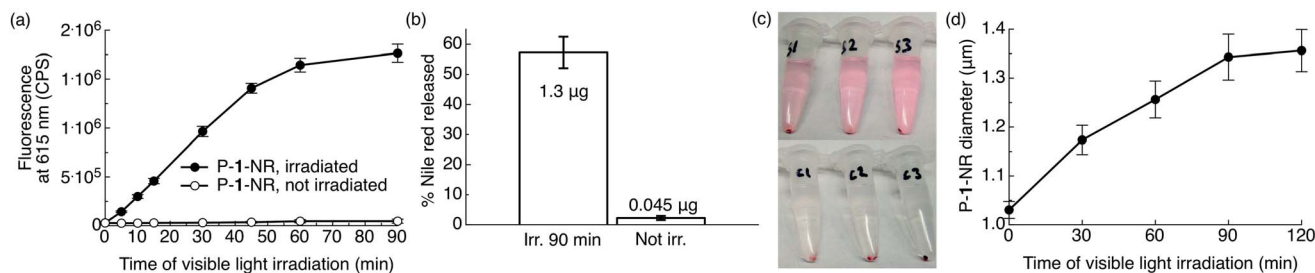 (a)
Fluorescence
at 615 nm (CPS)
2·10⁶
1·10⁶
1·10⁶
5·10⁵
0
P-1-NR, irradiated
P-1-NR, not irradiated
0 10 20 30 40 50 60 70 80 90
Time of visible light irradiation (min)
(b)
% Nile red released
60
50
40
30
20
10
0
1.3 µg
0.045 µg
Irr. 90 min Not irr.
(c)
S1 S2 S3
(d)
P-1-NR diameter (µm)
1.4
1.3
1.2
1.1
1.0
0 30 60 90 120
Time of visible light irradiation (min)